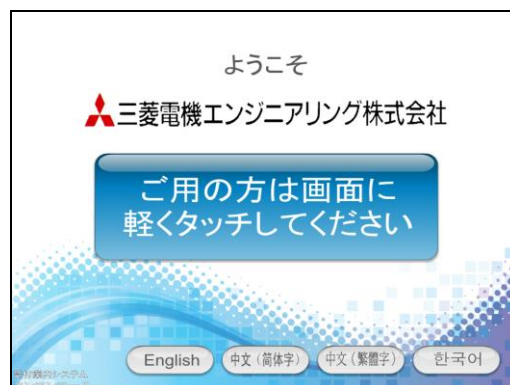 ようこそ
三菱電機エンジニアリング株式会社
ご用の方は画面に
軽くタッチしてください
English
中文(简体字)
中文(繁體字)
한국어